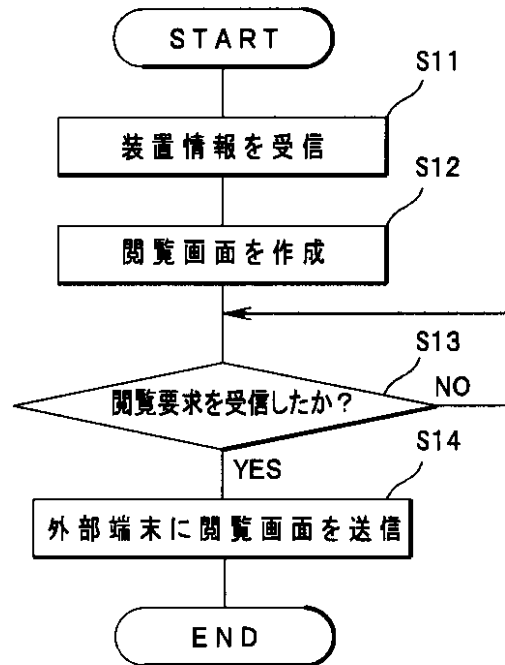 START
S11
装置情報を受信
S12
閲覧画面を作成
S13
閲覧要求を受信したか？
NO
YES
S14
外部端末に閲覧画面を送信
END